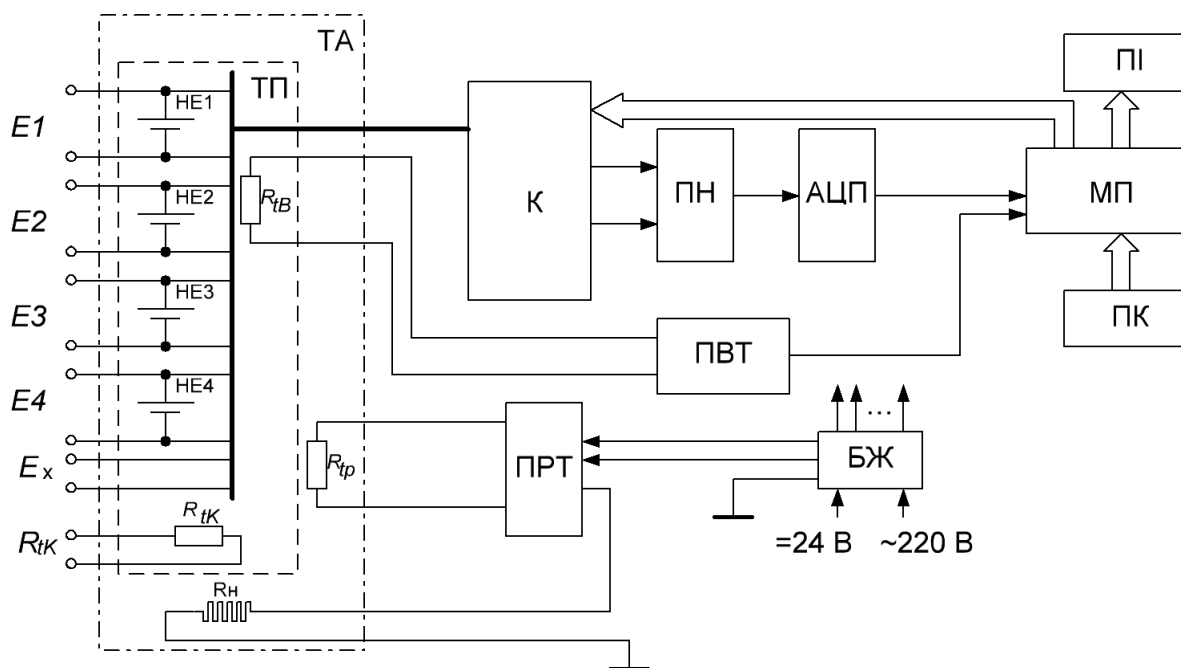 ТА
ПІ
ТП
НЕ1
E1
К
ПН
АЦП
МП
НЕ2
RtB
E2
НЕ3
E3
ПК
ПВТ
НЕ4
E4
...
Rtp
ПРТ
БЖ
Ex
RtK
RtK
=24 В ~220 В
Rн